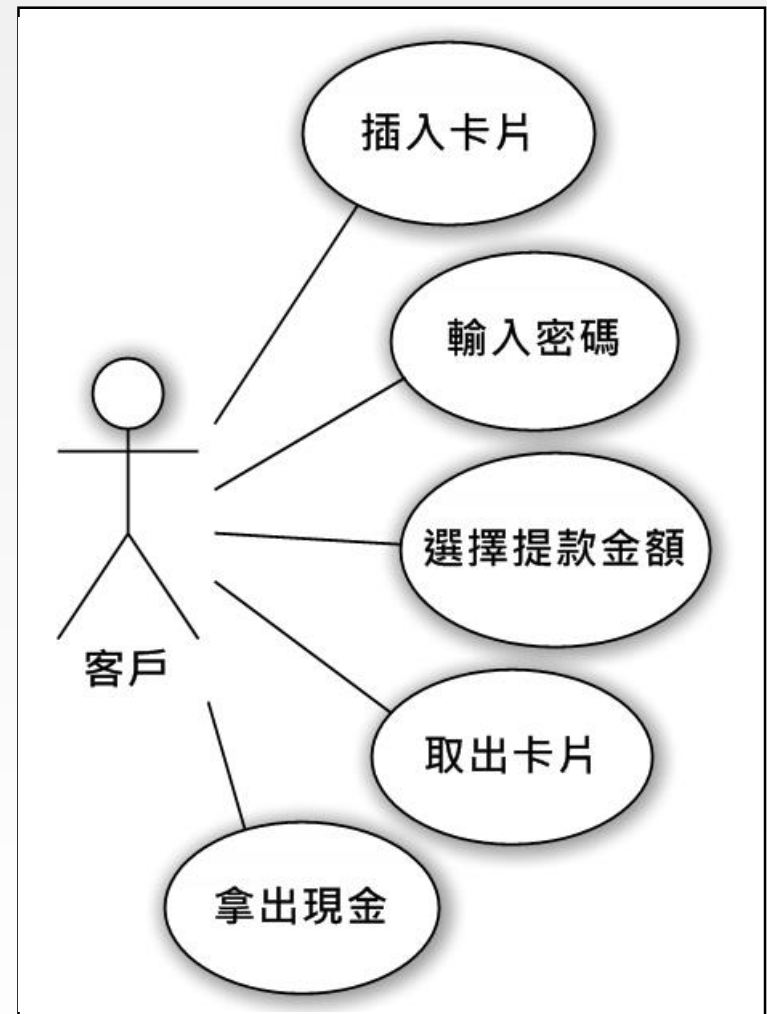 插入卡片
輸入密碼
選擇提款金額
取出卡片
客戶
拿出現金